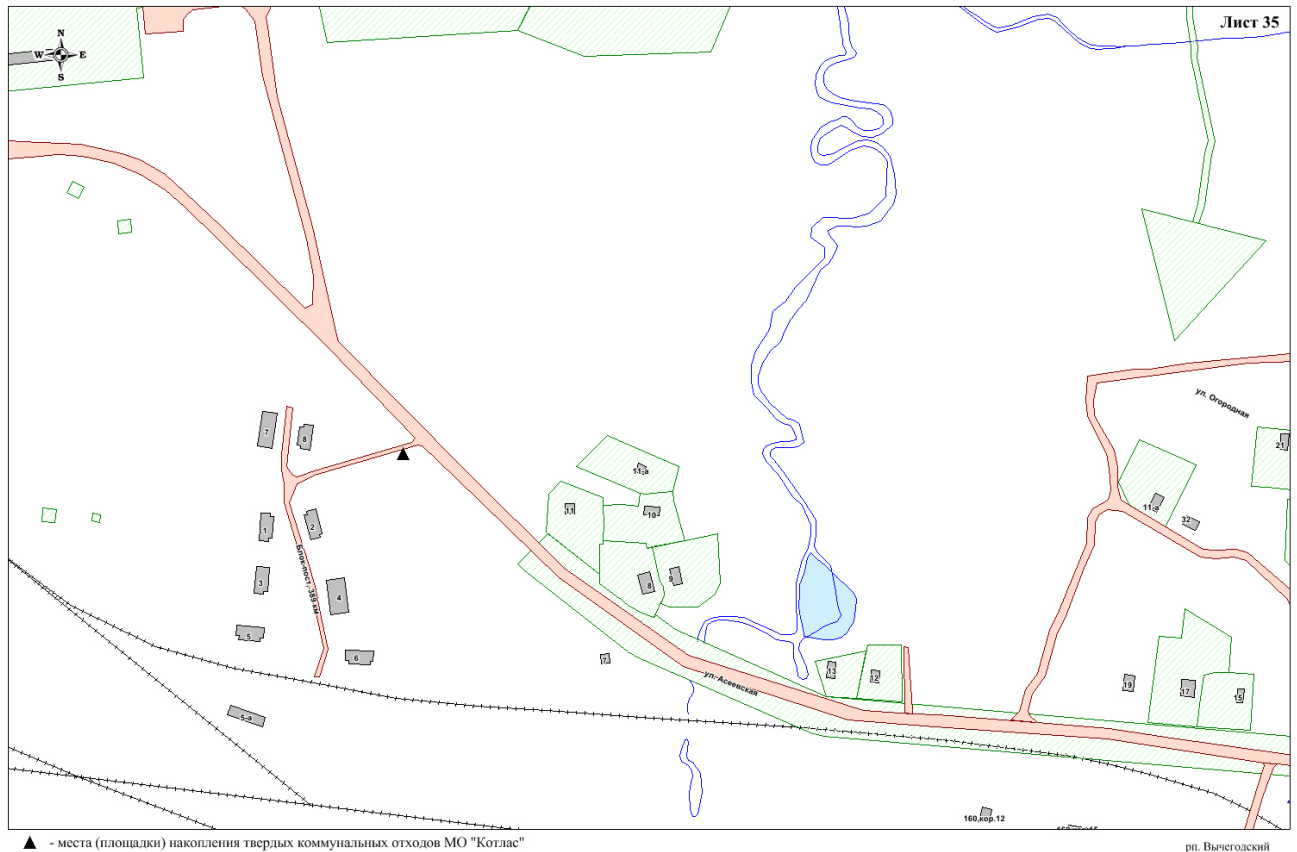 Лист 35
N
W E
S
ул. Огородная
21
7
8
11-а
11
10
11-а
32
1
2
Блок-пост, 389 км
3
4
8
9
5
6
7
13
12
ул. Асеевская
19
17
15
5-а
160,кор.12
▲ - места (площадки) накопления твердых коммунальных отходов МО "Котлас"
рп. Вычегодский